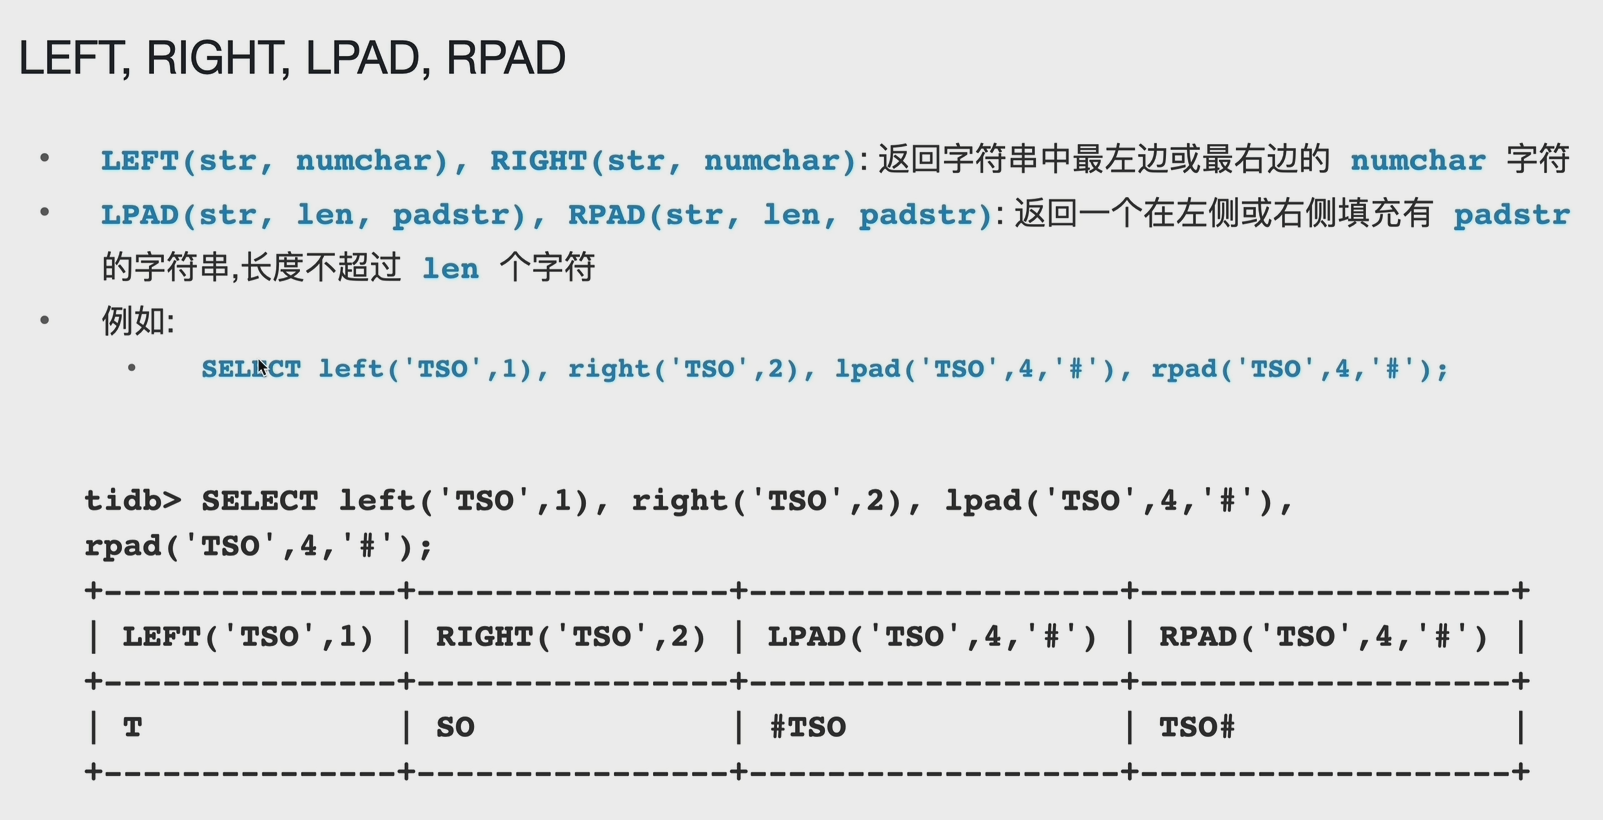 LEFT, RIGHT, LPAD, RPAD
• LEFT(str, numchar), RIGHT(str, numchar): 返回字符串中最左边或最右边的 numchar 字符
• LPAD(str, len, padstr), RPAD(str, len, padstr): 返回一个在左侧或右侧填充有 padstr
的字符串,长度不超过 len 个字符
• 例如:
• SELECT left('TSO',1), right('TSO',2), lpad('TSO',4,'#'), rpad('TSO',4,'#');
tidb> SELECT left('TSO',1), right('TSO',2), lpad('TSO',4,'#'),
rpad('TSO',4,'#');
+---------------+----------------+-------------------+-------------------+
| LEFT('TSO',1) | RIGHT('TSO',2) | LPAD('TSO',4,'#') | RPAD('TSO',4,'#') |
+---------------+----------------+-------------------+-------------------+
| T             | SO             | #TSO              | TSO#              |
+---------------+----------------+-------------------+-------------------+